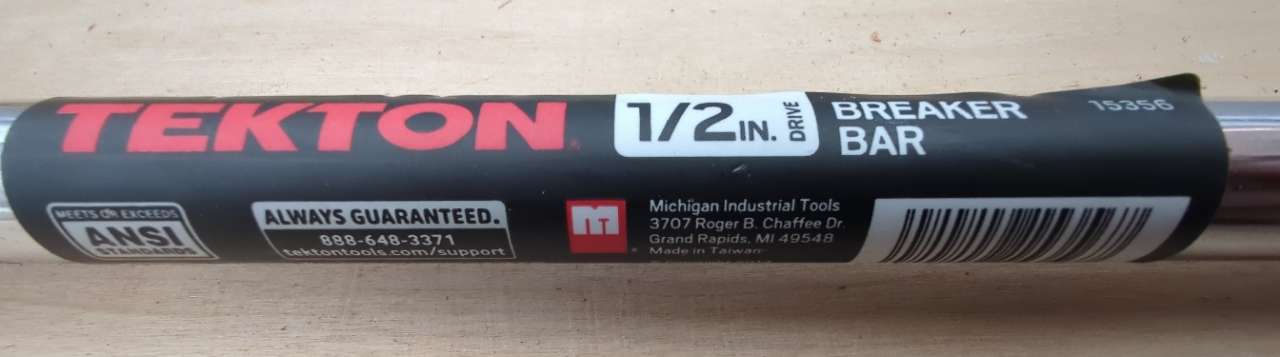 TEKTON®
1/2 IN. DRIVE
BREAKER
BAR
15356
MEETS OR EXCEEDS
ANSI
STANDARDS
ALWAYS GUARANTEED.
888-648-3371
tektontools.com/support
MIT
Michigan Industrial Tools
3707 Roger B. Chaffee Dr.
Grand Rapids, MI 49548
Made in Taiwan